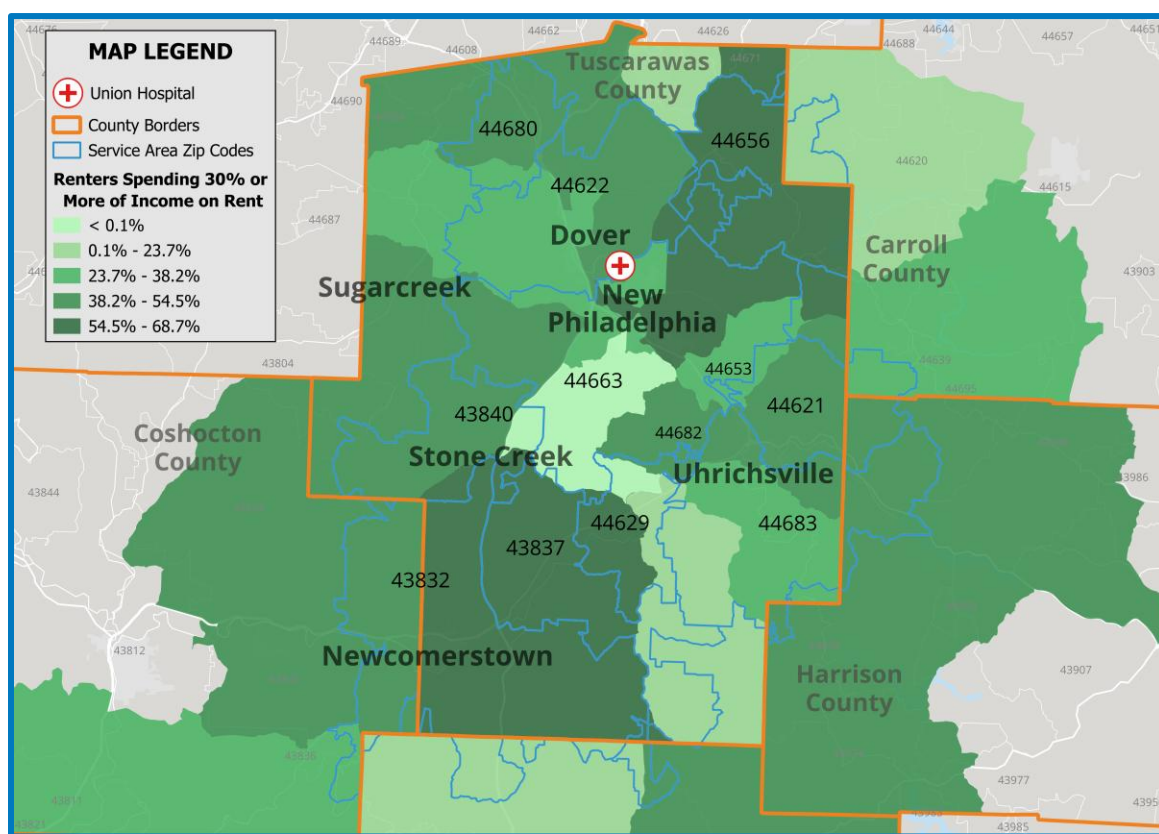 MAP LEGEND
Union Hospital
County Borders
Service Area Zip Codes
Renters Spending 30% or
More of Income on Rent
< 0.1%
0.1% - 23.7%
23.7% - 38.2%
38.2% - 54.5%
54.5% - 68.7%
44662
44626
44644
44651
44689
44608
44688
44657
Tuscarawas
County
44671
44690
44680
44656
44620
44615
44622
44687
Dover
Carroll
County
43903
Sugarcreek
New
Philadelphia
43804
44663
44653
44639
44695
43840
44621
Coshocton
County
44682
Stone Creek
Uhrichsville
43986
43844
44629
44683
43837
43832
43812
Newcomerstown
Harrison
County
43907
43836
43977
43811
43985